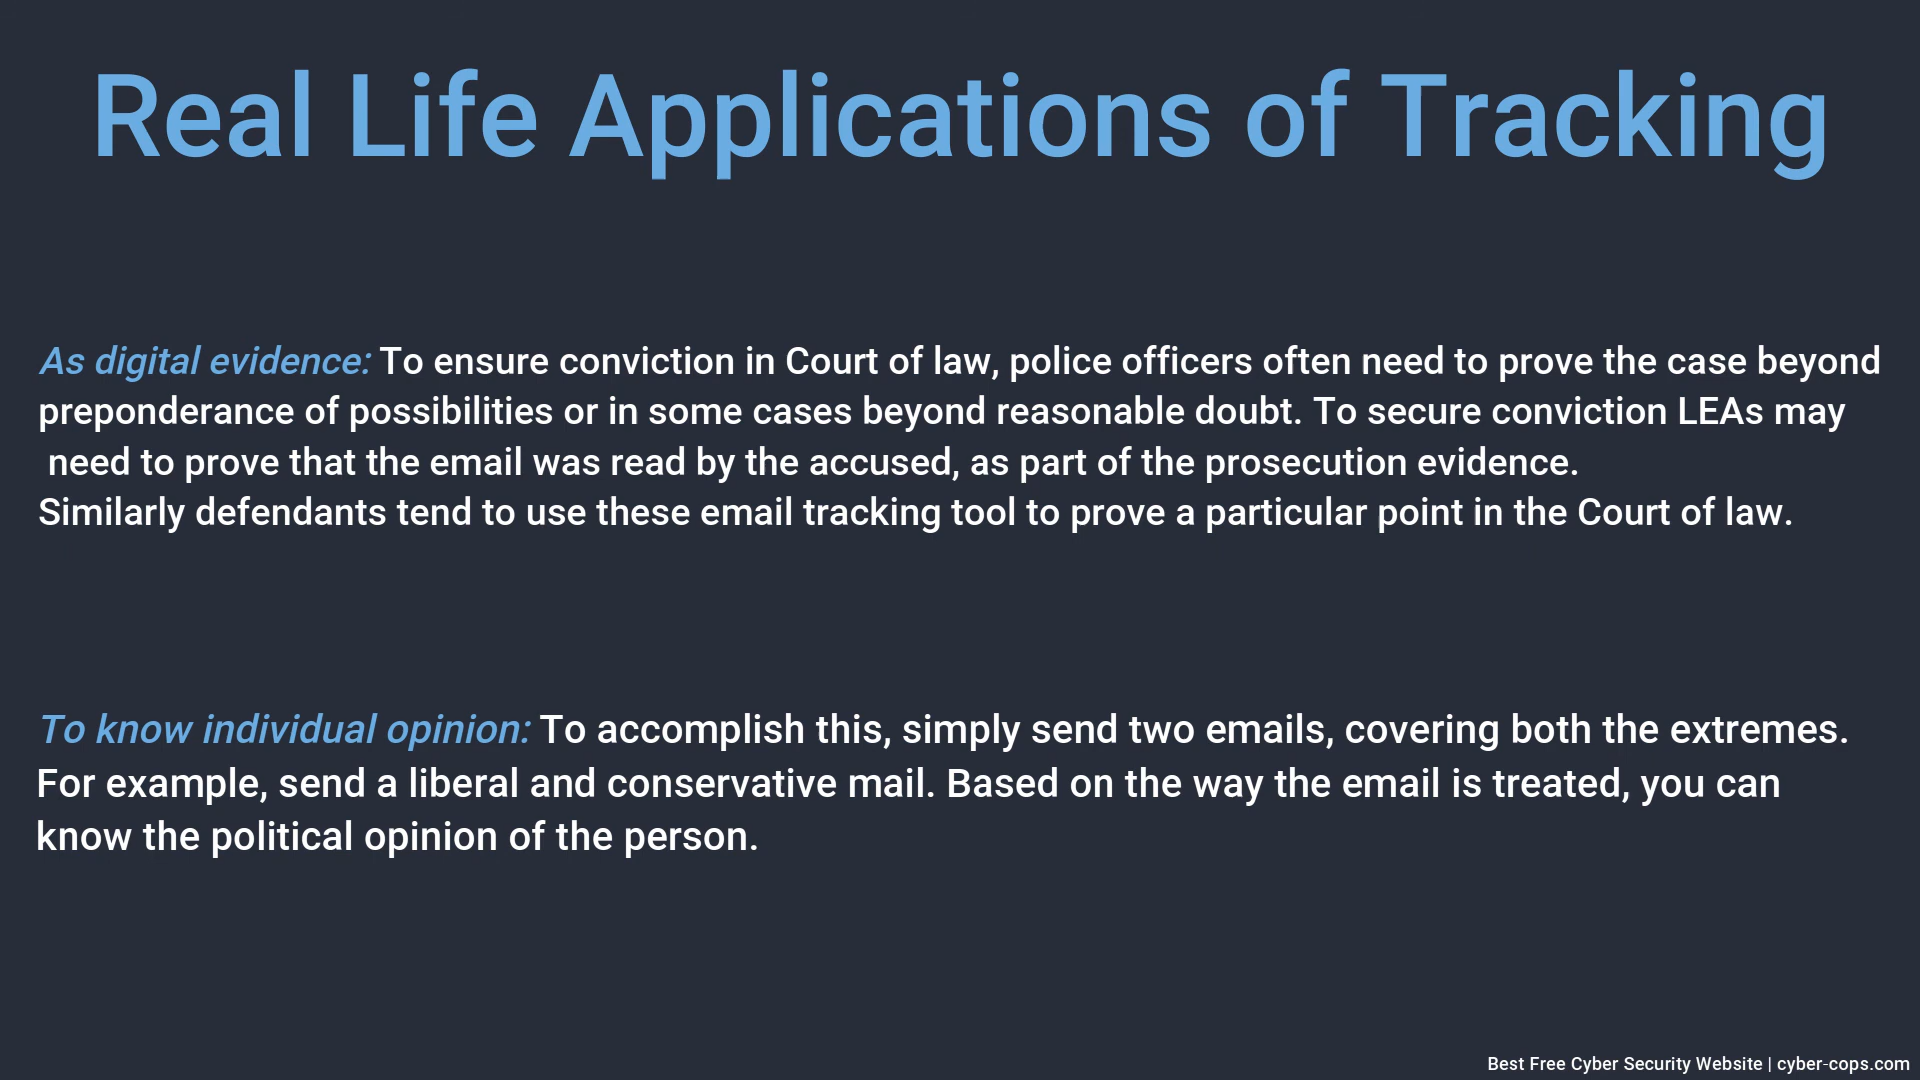 Real Life Applications of Tracking
As digital evidence: To ensure conviction in Court of law, police officers often need to prove the case beyond
preponderance of possibilities or in some cases beyond reasonable doubt. To secure conviction LEAs may
need to prove that the email was read by the accused, as part of the prosecution evidence.
Similarly defendants tend to use these email tracking tool to prove a particular point in the Court of law.
To know individual opinion: To accomplish this, simply send two emails, covering both the extremes.
For example, send a liberal and conservative mail. Based on the way the email is treated, you can
know the political opinion of the person.
Best Free Cyber Security Website | cyber-cops.com